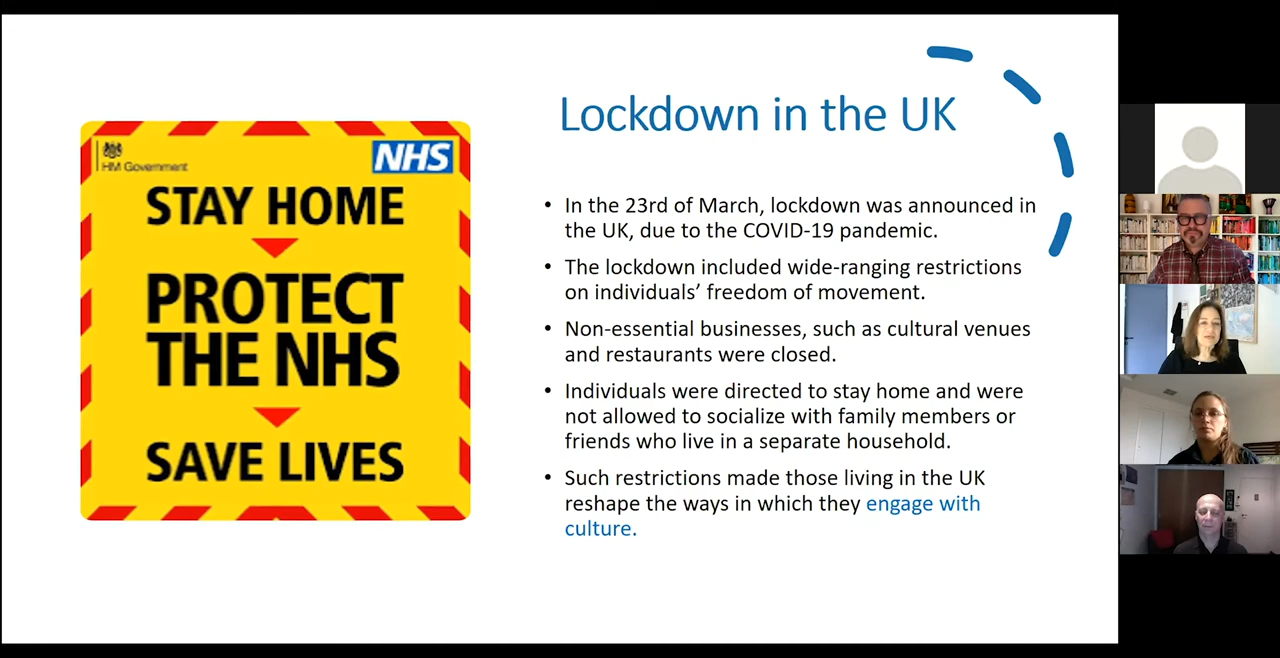 HM Government
NHS
STAY HOME
PROTECT
THE NHS
SAVE LIVES
Lockdown in the UK
• In the 23rd of March, lockdown was announced in
the UK, due to the COVID-19 pandemic.
• The lockdown included wide-ranging restrictions
on individuals’ freedom of movement.
• Non-essential businesses, such as cultural venues
and restaurants were closed.
• Individuals were directed to stay home and were
not allowed to socialize with family members or
friends who live in a separate household.
• Such restrictions made those living in the UK
reshape the ways in which they engage with
culture.